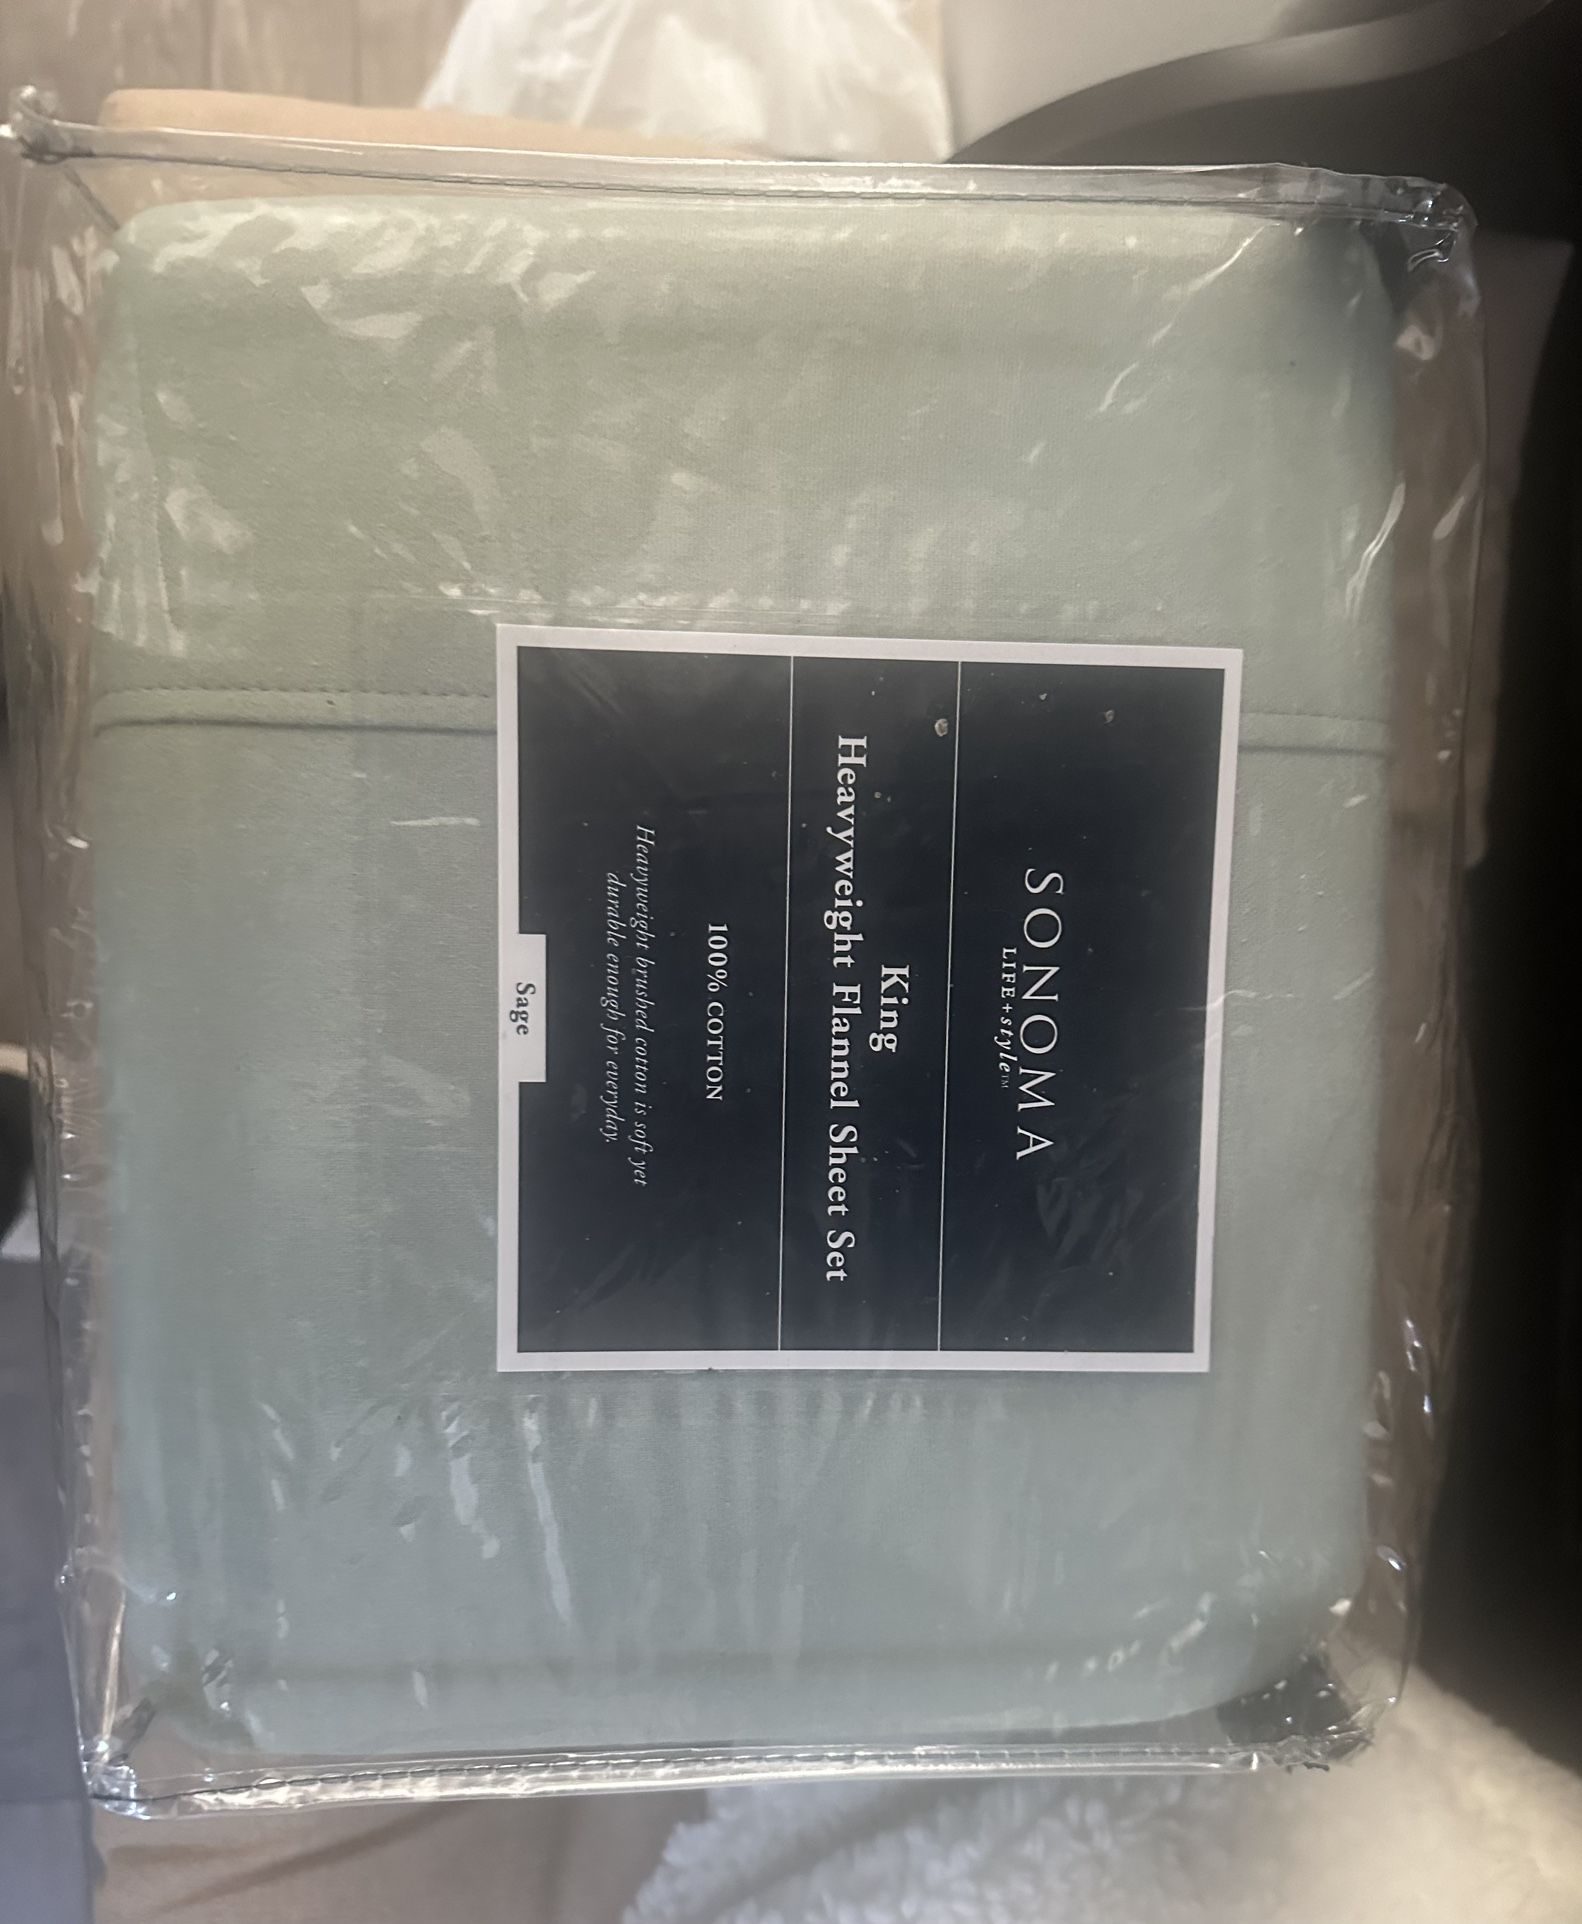 SONOMA
LIFE+style™
King
Heavyweight Flannel Sheet Set
100% COTTON
Heavyweight brushed cotton is soft yet
durable enough for everyday.
Sage